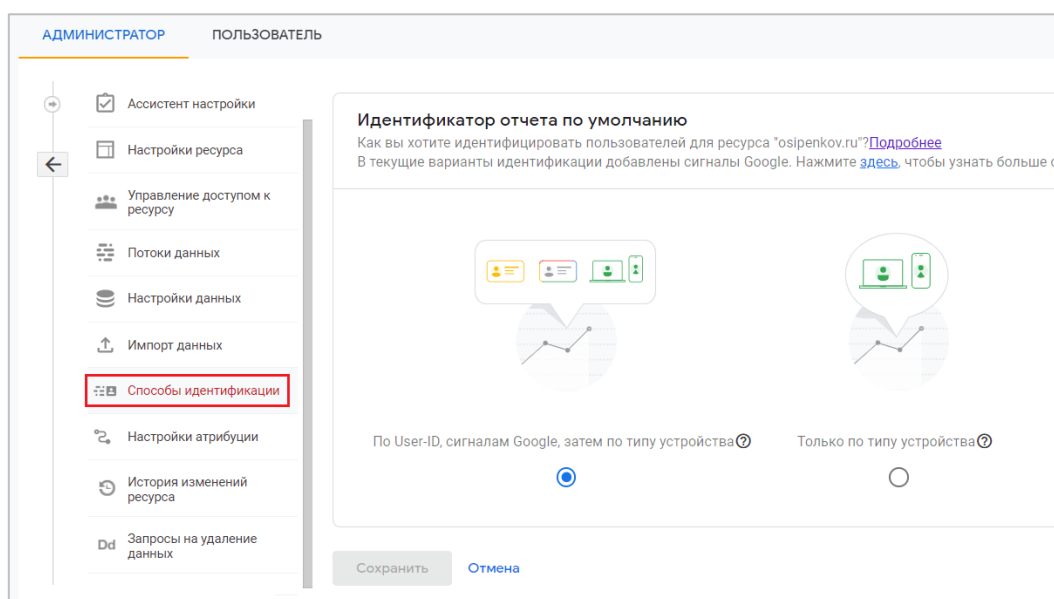 АДМИНИСТРАТОР ПОЛЬЗОВАТЕЛЬ
Ассистент настройки
Настройки ресурса
Управление доступом к
ресурсу
Потоки данных
Настройки данных
Импорт данных
Способы идентификации
Настройки атрибуции
История изменений
ресурса
Dd Запросы на удаление
данных
Идентификатор отчета по умолчанию
Как вы хотите идентифицировать пользователей для ресурса "osipenkov.ru"?Подробнее
В текущие варианты идентификации добавлены сигналы Google. Нажмите здесь, чтобы узнать больше о
По User-ID, сигналам Google, затем по типу устройства
Только по типу устройства
Сохранить Отмена